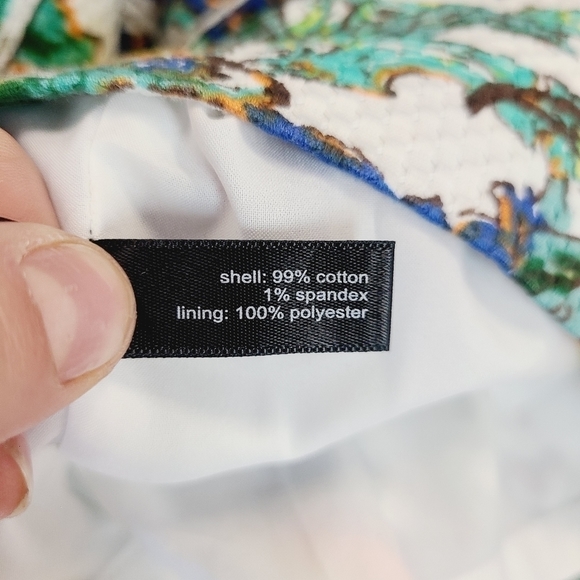 shell: 99% cotton
1% spandex
lining: 100% polyester